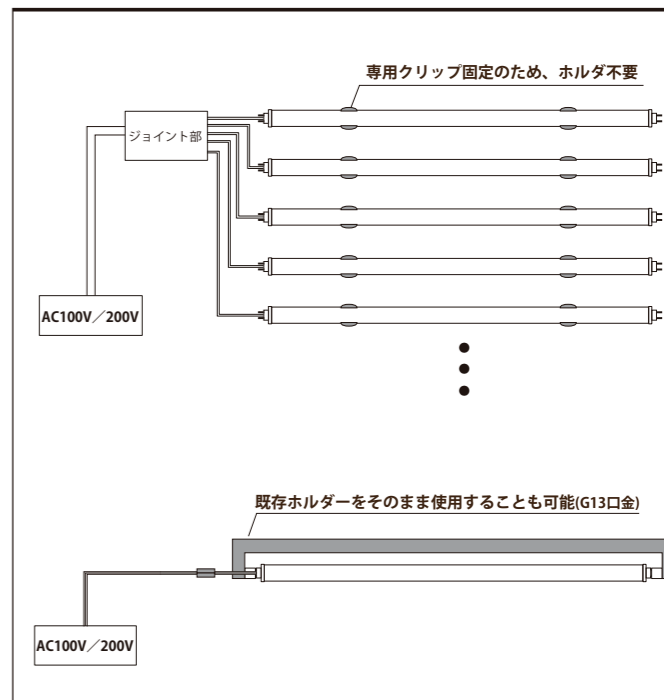 専用クリップ固定のため、ホルダ不要
ジョイント部
AC100V／200V
既存ホルダーをそのまま使用することも可能(G13口金)
AC100V／200V